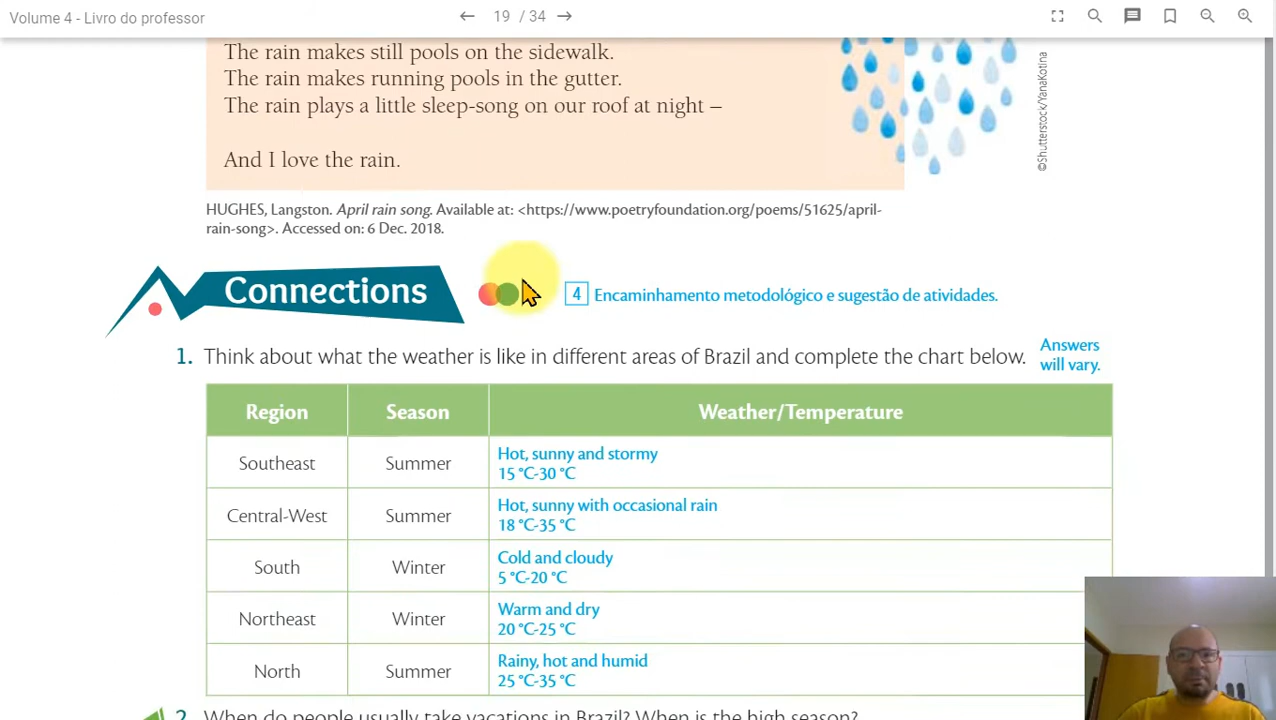 Volume 4 - Livro do professor
19 / 34
The rain makes still pools on the sidewalk.
The rain makes running pools in the gutter.
The rain plays a little sleep-song on our roof at night –
And I love the rain.
©Shutterstock/YanaKotina
HUGHES, Langston. April rain song. Available at: <https://www.poetryfoundation.org/poems/51625/april-
rain-song>. Accessed on: 6 Dec. 2018.
Connections
4 Encaminhamento metodológico e sugestão de atividades.
1. Think about what the weather is like in different areas of Brazil and complete the chart below.
Answers
will vary.
Region Season Weather/Temperature
Southeast Summer Hot, sunny and stormy
15 °C-30 °C
Central-West Summer Hot, sunny with occasional rain
18 °C-35 °C
South Winter Cold and cloudy
5 °C-20 °C
Northeast Winter Warm and dry
20 °C-25 °C
North Summer Rainy, hot and humid
25 °C-35 °C
2. When do people usually take vacations in Brazil? When is the high season?